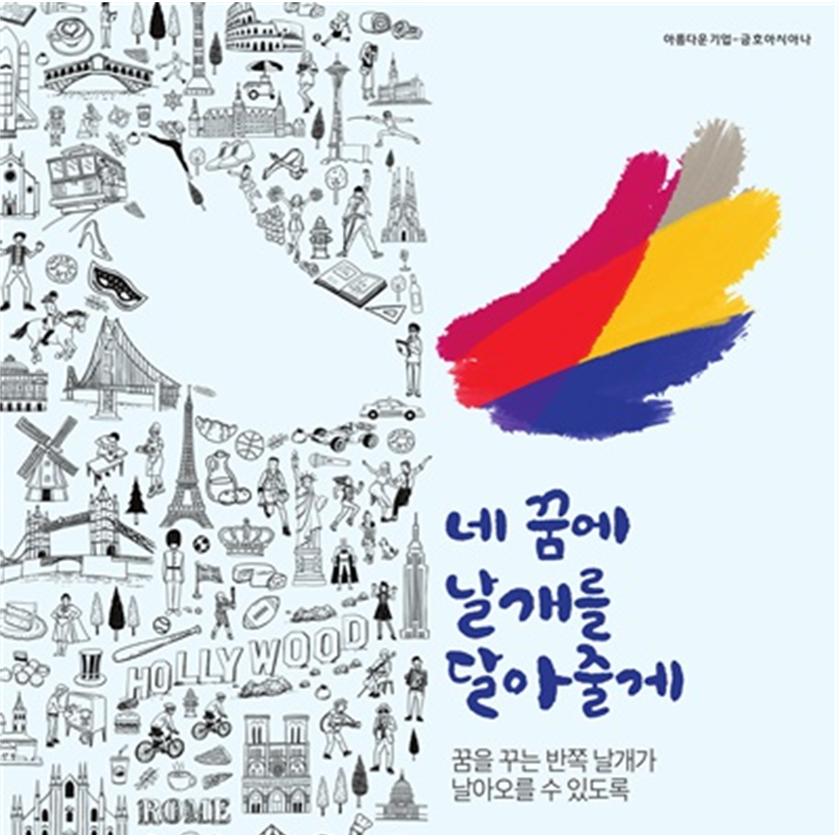 아름다운기업-금호아시아나
네 꿈에
날개를
달아줄게
꿈을 꾸는 반쪽 날개가
날아오를 수 있도록
HOLLYWOOD
ROME